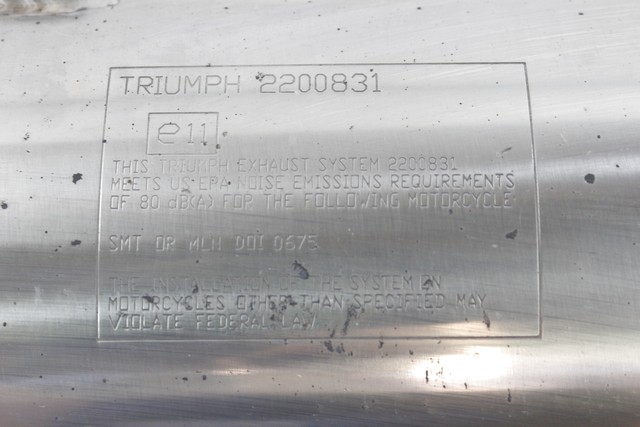 TRIUMPH 2200831
e11
THIS TRIUMPH EXHAUST SYSTEM 2200831
MEETS US EPA NOISE EMISSIONS REQUIREMENTS
OF 80 dB(A) FOR THE FOLLOWING MOTORCYCLE:
SMT OR MLN DOI 0675
THE INSTALLATION OF THE SYSTEM ON
MOTORCYCLES OTHER THAN SPECIFIED MAY
VIOLATE FEDERAL LAW